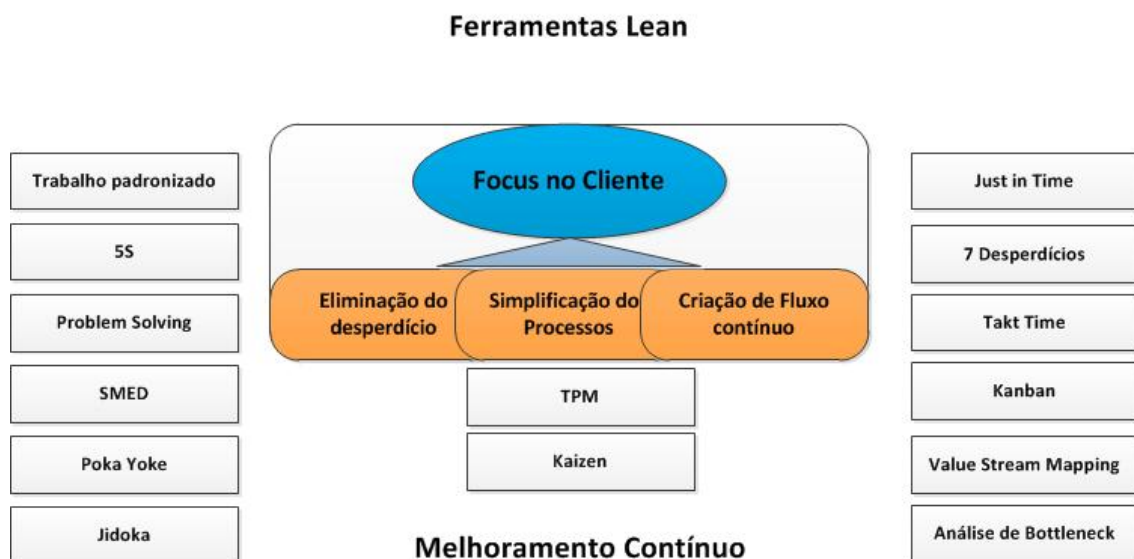 Ferramentas Lean
Focus no Cliente
Eliminação do
desperdício
Simplificação do
Processos
Criação de Fluxo
contínuo
Trabalho padronizado
5S
Problem Solving
SMED
Poka Yoke
Jidoka
TPM
Kaizen
Just in Time
7 Desperdícios
Takt Time
Kanban
Value Stream Mapping
Análise de Bottleneck
Melhoramento Contínuo